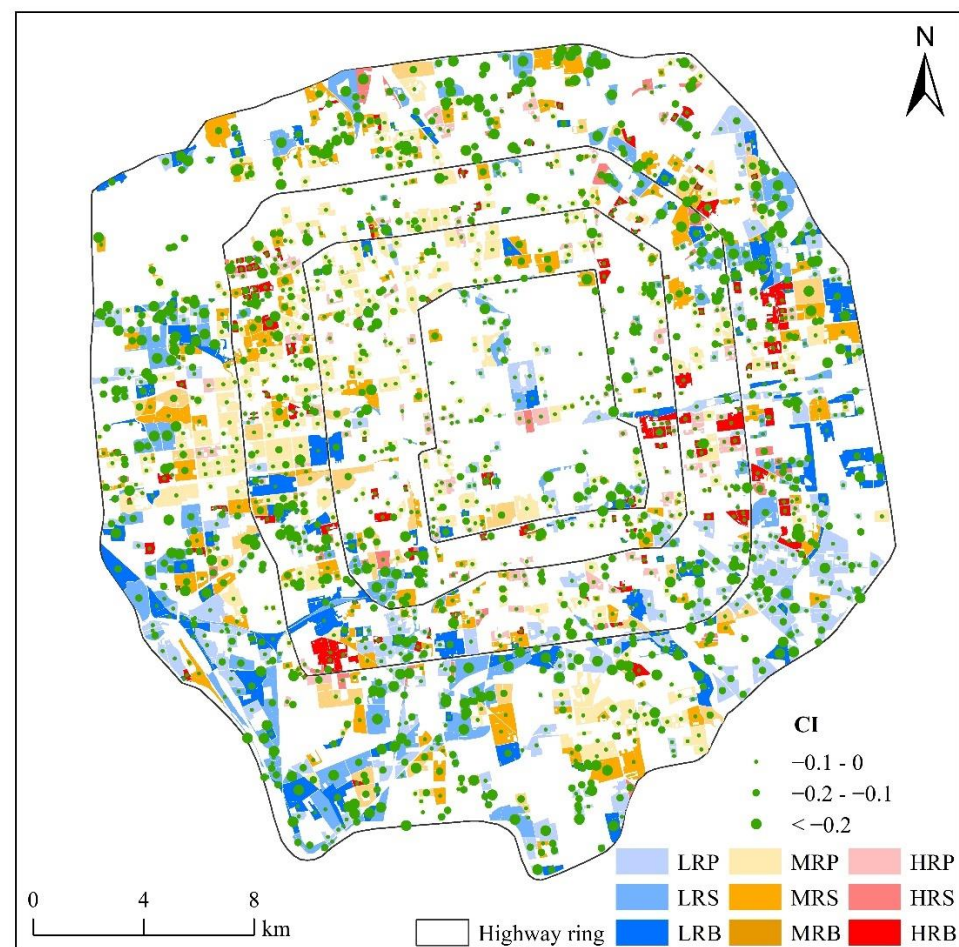 N
CI
−0.1 - 0
−0.2 - −0.1
< −0.2
LRP MRP HRP
LRS MRS HRS
LRB MRB HRB
0 4 8
km
Highway ring